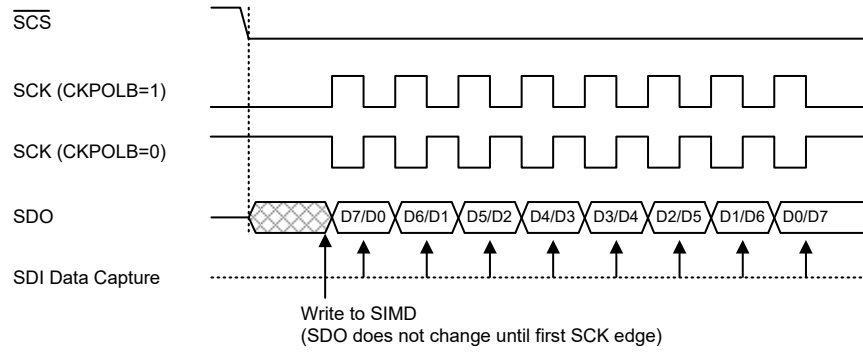 SCS
SCK (CKPOLB=1)
SCK (CKPOLB=0)
SDO
D7/D0 D6/D1 D5/D2 D4/D3 D3/D4 D2/D5 D1/D6 D0/D7
SDI Data Capture
Write to SIMD
(SDO does not change until first SCK edge)